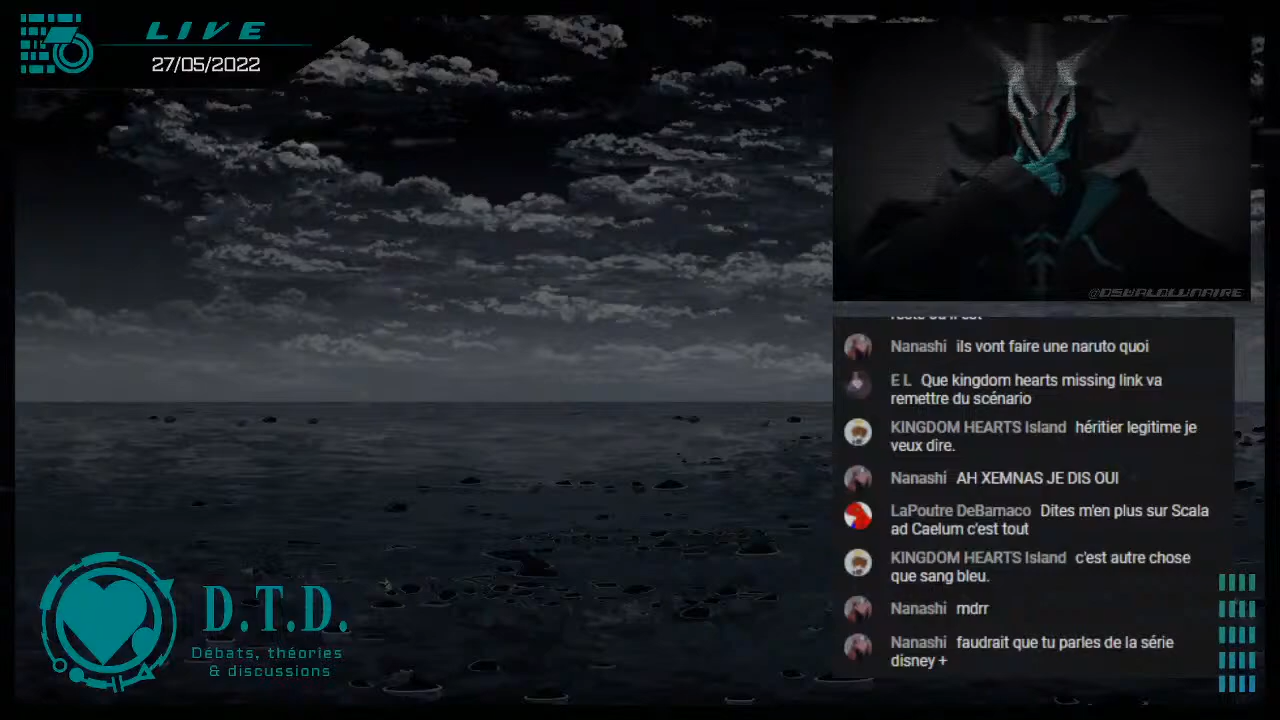 LIVE
27/05/2022
@OSTALOLUNAIRE
Nanashi ils vont faire une naruto quoi
E L Que kingdom hearts missing link va
remettre du scénario
KINGDOM HEARTS Island héritier legitime je
veux dire.
Nanashi AH XEMNAS JE DIS OUI
LaPoutre DeBamaco Dites m'en plus sur Scala
ad Caelum c'est tout
KINGDOM HEARTS Island c'est autre chose
que sang bleu.
Nanashi mdrr
Nanashi faudrait que tu parles de la série
disney +
D.T.D.
Débats, théories
& discussions